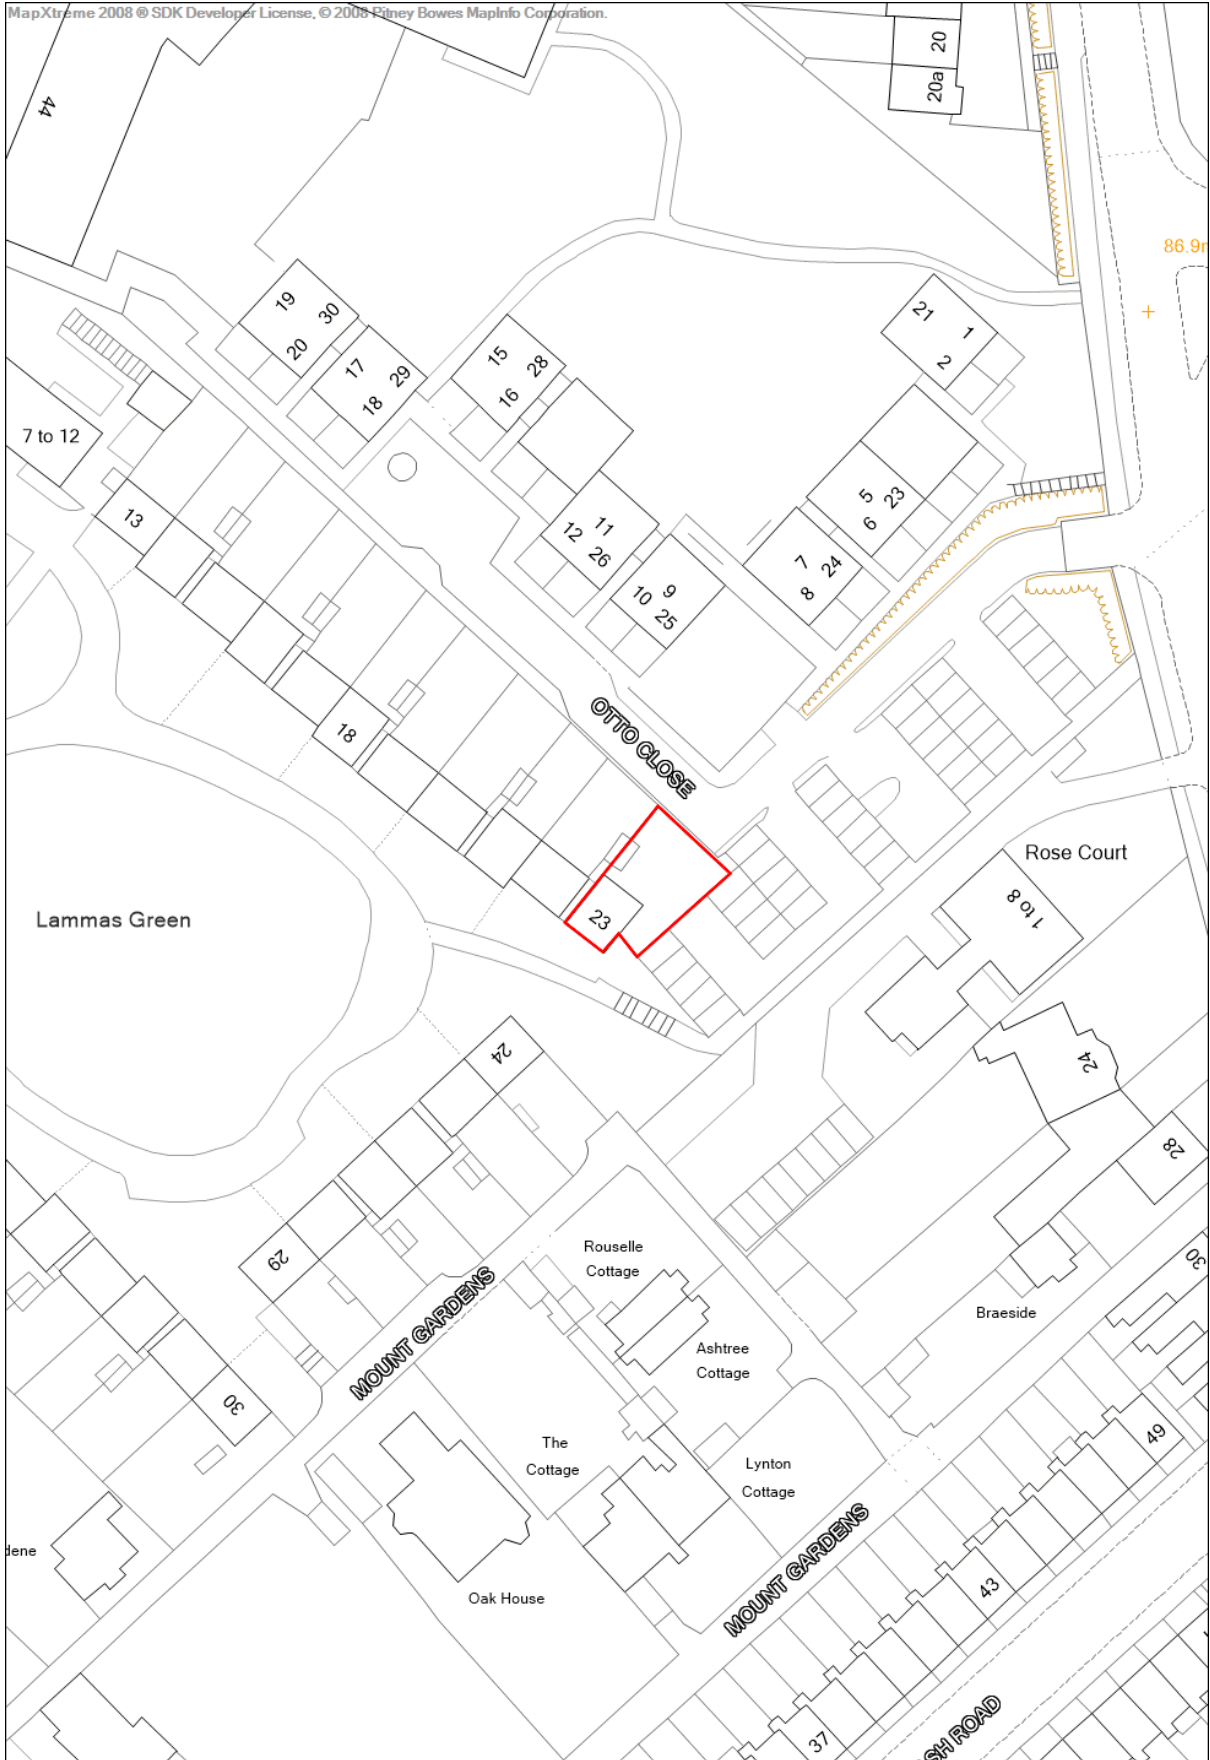 MapXtreme 2008 ® SDK Developer License, © 2008 Pitney Bowes MapInfo Corporation.
20
20a
44
86.9
19
30
20
17
29
18
15
28
16
21
1
2
7 to 12
13
5
23
6
11
12
26
7
24
8
9
10
25
18
OTTO CLOSE
Rose Court
1 to 8
Lammas Green
23
24
24
28
29
30
Rouselle
Cottage
Ashtree
Cottage
Braeside
30
MOUNT GARDENS
The
Cottage
Lynton
Cottage
49
Oak House
MOUNT GARDENS
43
37
dene
SH ROAD